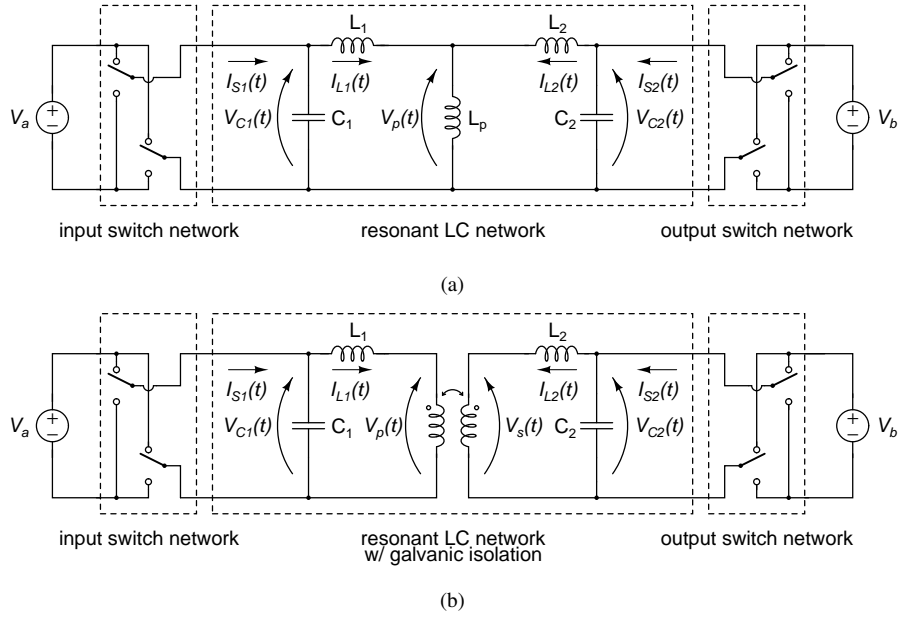 L1 L2
IS1(t) IL1(t) IL2(t) IS2(t)
Va + − VC1(t) C1 Vp(t) Lp C2 VC2(t) + − Vb
input switch network resonant LC network output switch network
(a)
L1 L2
IS1(t) IL1(t) IL2(t) IS2(t)
Va + − VC1(t) C1 Vp(t) Vs(t) C2 VC2(t) + − Vb
input switch network resonant LC network output switch network
w/ galvanic isolation
(b)